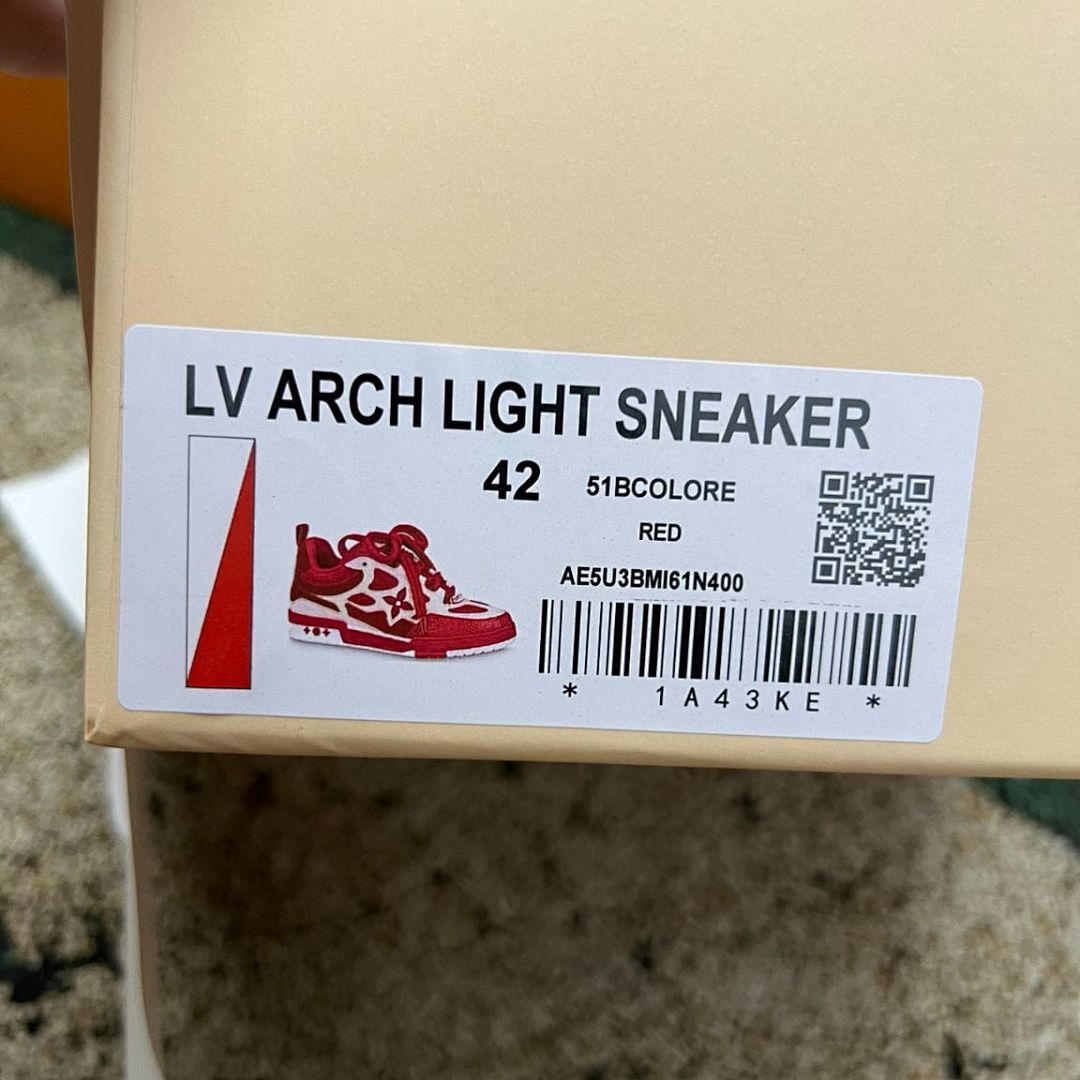 LV ARCH LIGHT SNEAKER
42 51BCOLORE
RED
AE5U3BMI61N400
* 1A43KE *